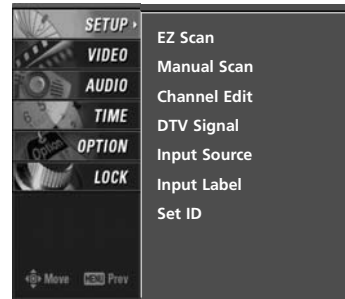 SETUP
VIDEO
AUDIO
TIME
OPTION
LOCK
Move MENU Prev
EZ Scan
Manual Scan
Channel Edit
DTV Signal
Input Source
Input Label
Set ID